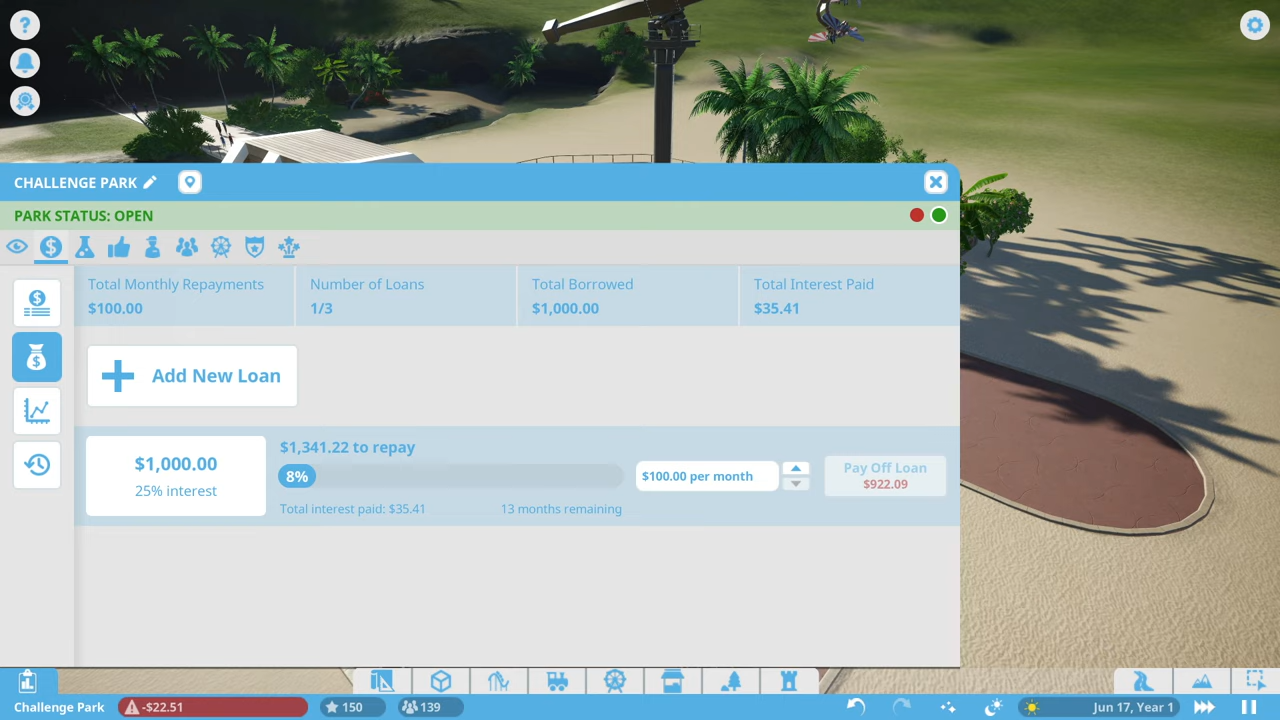 CHALLENGE PARK
PARK STATUS: OPEN
Total Monthly Repayments
$100.00
Number of Loans
1/3
Total Borrowed
$1,000.00
Total Interest Paid
$35.41
Add New Loan
$1,000.00
25% interest
$1,341.22 to repay
8%
Total interest paid: $35.41
13 months remaining
$100.00 per month
Pay Off Loan
$922.09
Challenge Park
-$22.51
150
139
Jun 17, Year 1